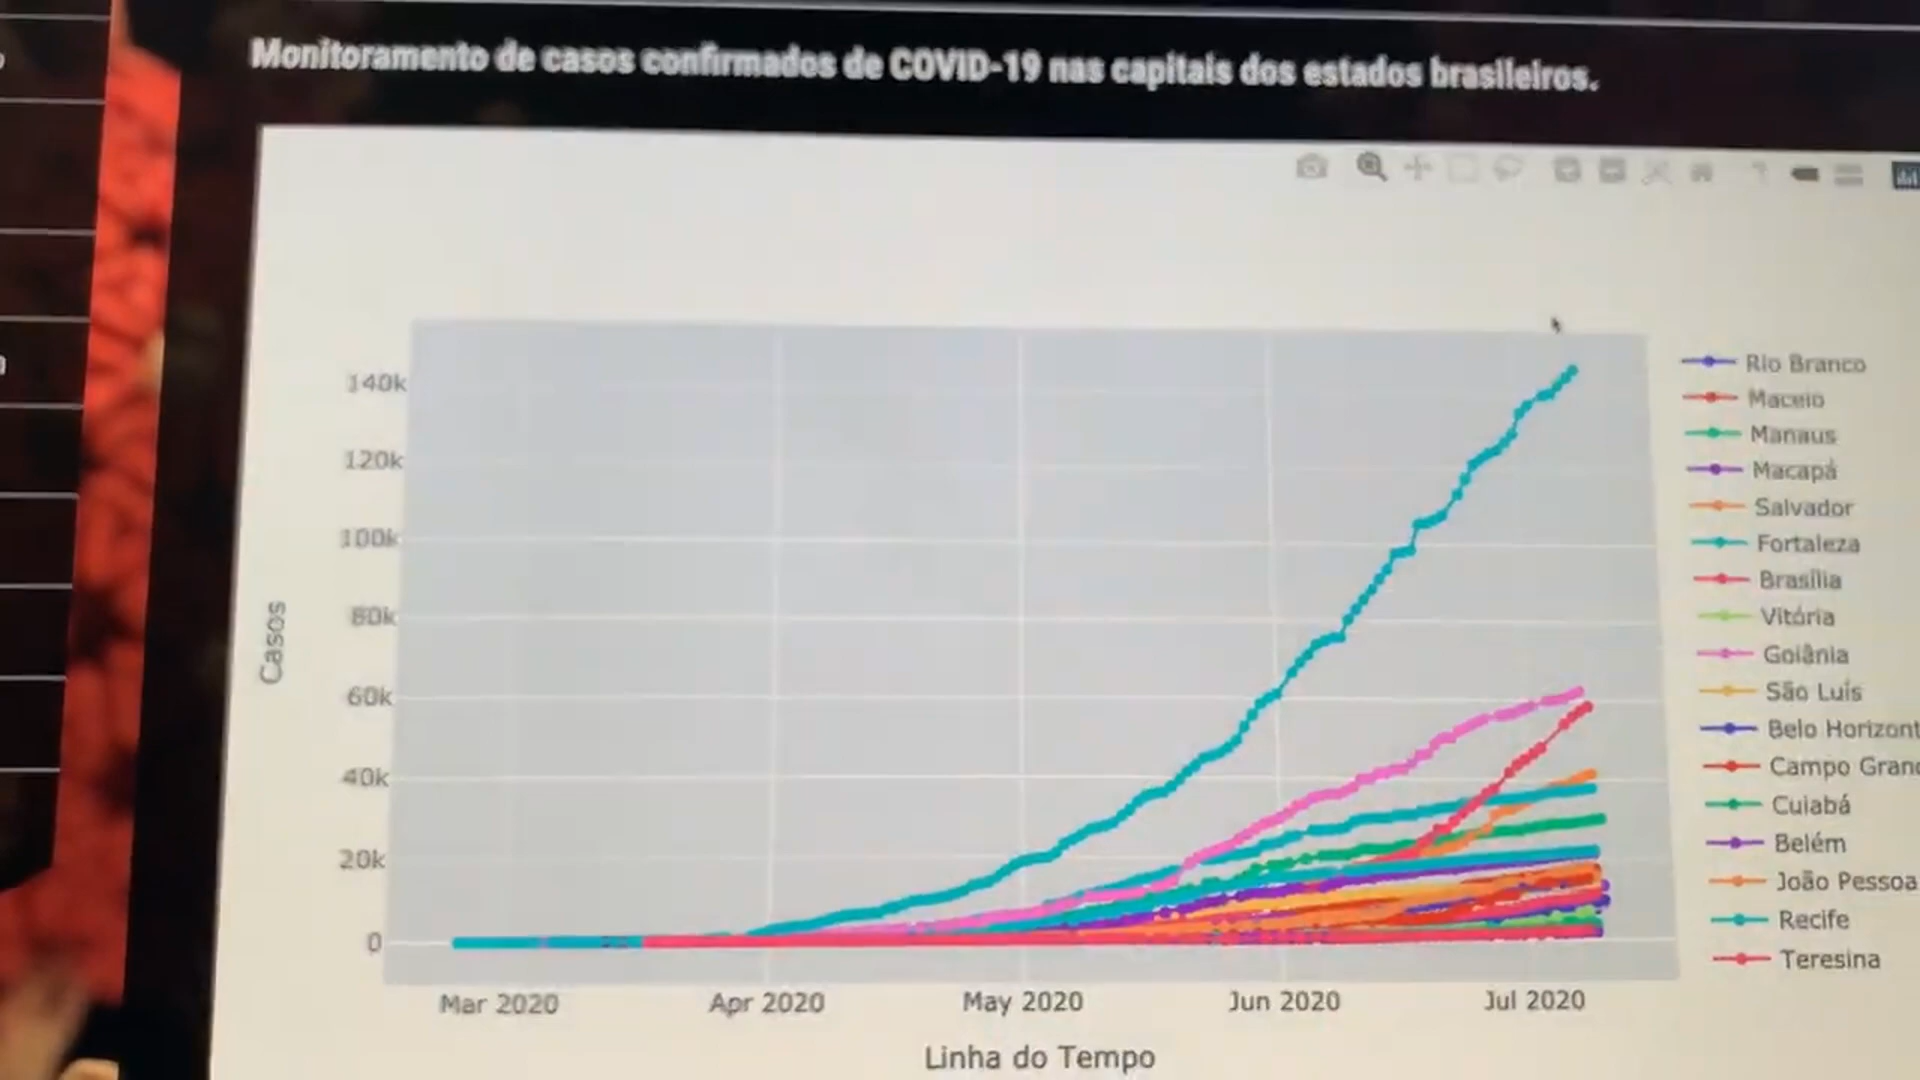 Monitoramento de casos confirmados de COVID-19 nas capitais dos estados brasileiros.
140k
120k
100k
80k
60k
40k
20k
0
Casos
Mar 2020
Apr 2020
May 2020
Jun 2020
Jul 2020
Linha do Tempo
Rio Branco
Maceio
Manaus
Macapá
Salvador
Fortaleza
Brasília
Vitória
Goiânia
São Luís
Belo Horizont
Campo Grand
Cuiabá
Belém
João Pessoa
Recife
Teresina